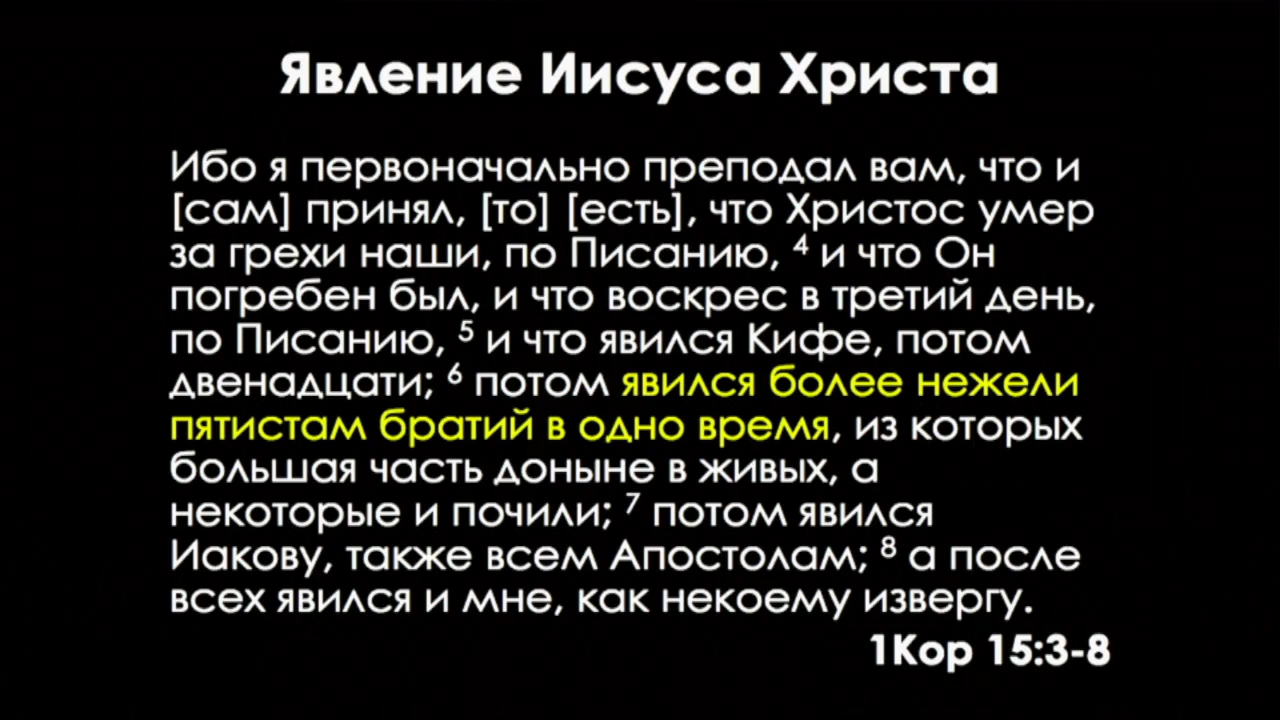 Явление Иисуса Христа
Ибо я первоначально преподал вам, что и
[сам] принял, [то] [есть], что Христос умер
за грехи наши, по Писанию, ⁴ и что Он
погребен был, и что воскрес в третий день,
по Писанию, ⁵ и что явился Кифе, потом
двенадцати; ⁶ потом явился более нежели
пятистам братий в одно время, из которых
большая часть доныне в живых, а
некоторые и почили; ⁷ потом явился
Иакову, также всем Апостолам; ⁸ а после
всех явился и мне, как некоему извергу.
1Кор 15:3-8